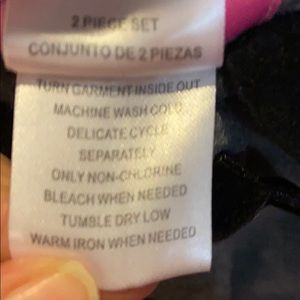 2 PIECE SET
CONJUNTO DE 2 PIEZAS
TURN GARMENT INSIDE OUT
MACHINE WASH COLD
DELICATE CYCLE
SEPARATELY
ONLY NON-CHLORINE
BLEACH WHEN NEEDED
TUMBLE DRY LOW
WARM IRON WHEN NEEDED